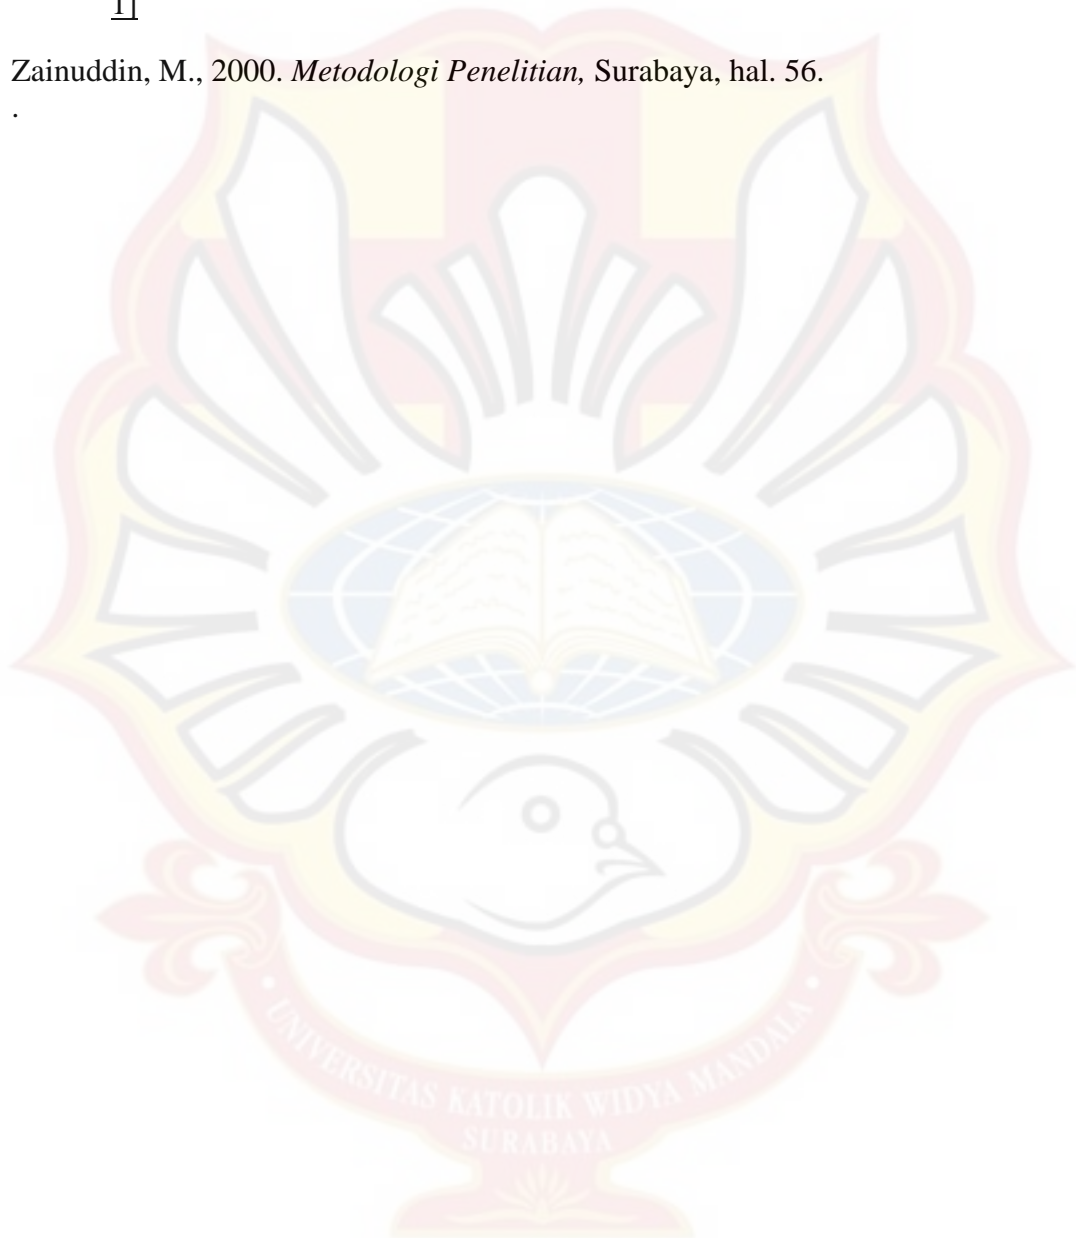 1]
Zainuddin, M., 2000. Metodologi Penelitian, Surabaya, hal. 56.
.
UNIVERSITAS KATOLIK WIDYA MANDALA
SURABAYA